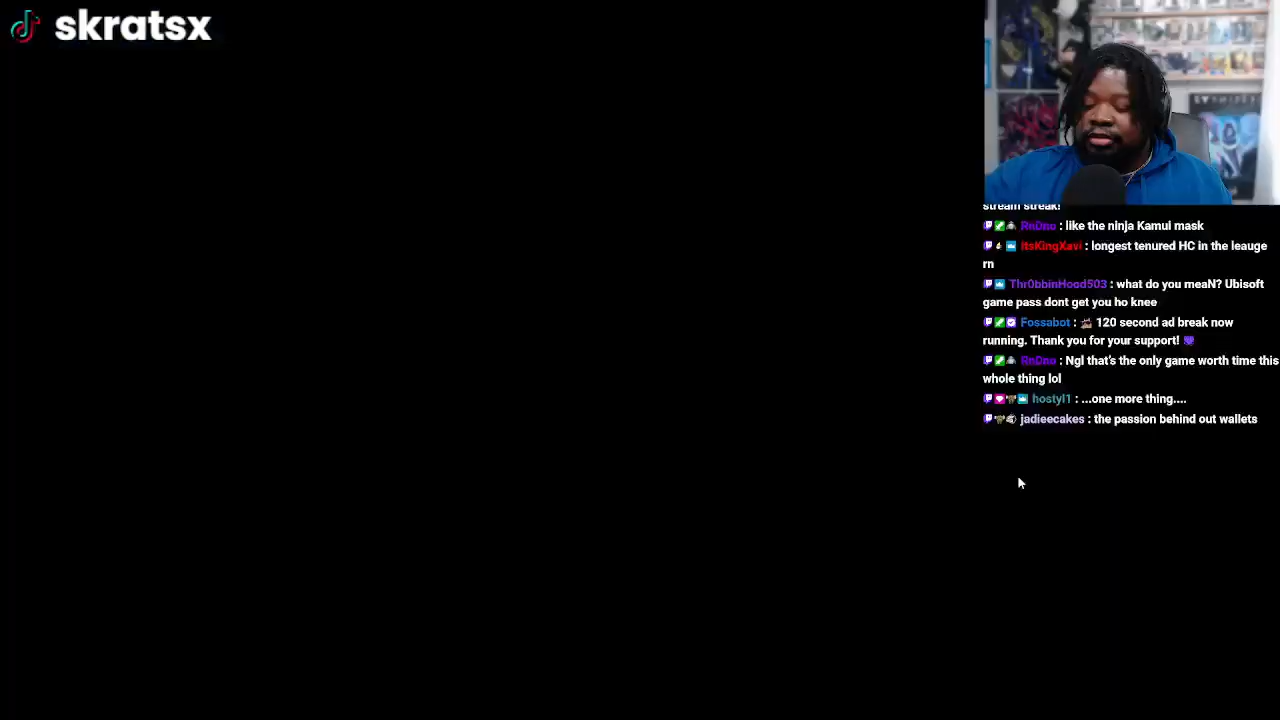 skratsx
stream streak!
RnDno : like the ninja Kamui mask
ItsKingXavi : longest tenured HC in the leauge
rn
Thr0bbinHood503 : what do you meaN? Ubisoft
game pass dont get you ho knee
Fossabot : 120 second ad break now
running. Thank you for your support!
RnDno : Ngl that's the only game worth time this
whole thing lol
hostyl1 : ...one more thing....
jadieecakes : the passion behind out wallets